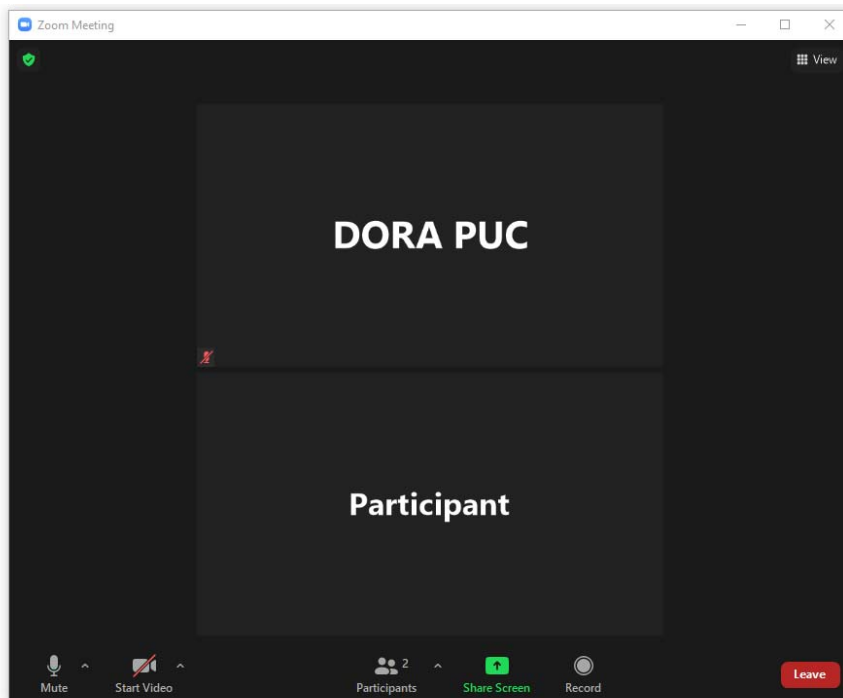 Zoom Meeting
View
DORA PUC
Participant
2
Mute
Start Video
Participants
Share Screen
Record
Leave